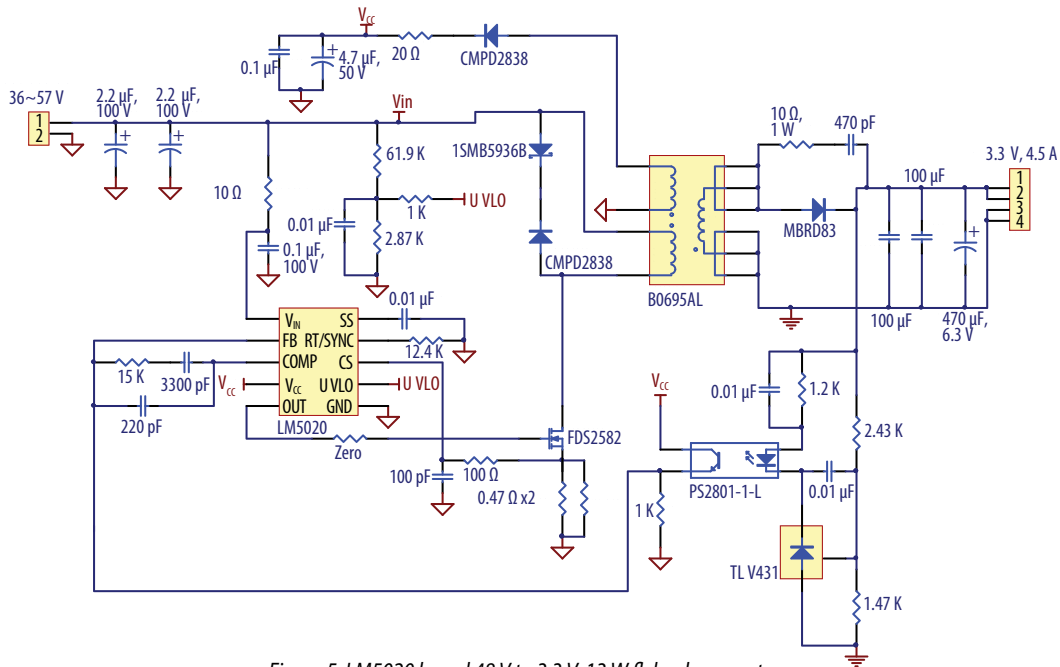 V_CC
0.1 µF
4.7 µF,
50 V
20 Ω
CMPD2838
36~57 V
1
2
2.2 µF,
100 V
2.2 µF,
100 V
Vin
10 Ω
61.9 K
1 K
U VLO
0.01 µF
2.87 K
0.1 µF,
100 V
1SMB5936B
CMPD2838
B0695AL
10 Ω,
1 W
470 pF
MBRD83
3.3 V, 4.5 A
1
2
3
4
100 µF
100 µF
470 µF,
6.3 V
0.01 µF
V_IN
SS
FB
RT/SYNC
COMP
CS
V_CC
U VLO
OUT
GND
LM5020
12.4 K
15 K
3300 pF
220 pF
V_CC
U VLO
Zero
FDS2582
100 pF
100 Ω
0.47 Ω x2
V_CC
1 K
PS2801-1-L
0.01 µF
1.2 K
2.43 K
0.01 µF
TL V431
1.47 K